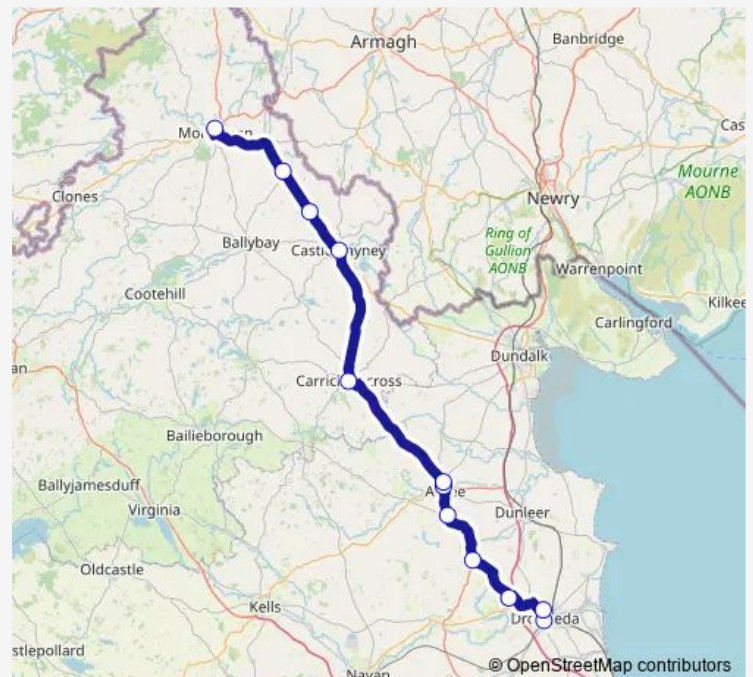 Armagh
Banbridge
Cas
Mourne
AONB
Clones
Newry
Ring of
Gullion
AONB
Ballybay
Warrenpoint
Cootehill
Kilkee
Carlingford
Dundalk
an
Bailieborough
Ballyjamesduff
Virginia
Dunleer
Oldcastle
Kells
stlepollard
Navan
© OpenStreetMap contributors